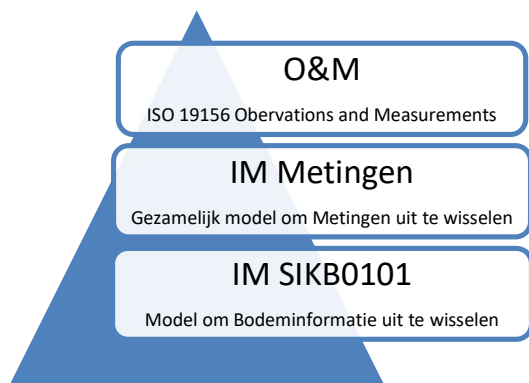 O&M
ISO 19156 Obervations and Measurements
IM Metingen
Gezamelijk model om Metingen uit te wisselen
IM SIKB0101
Model om Bodeminformatie uit te wisselen